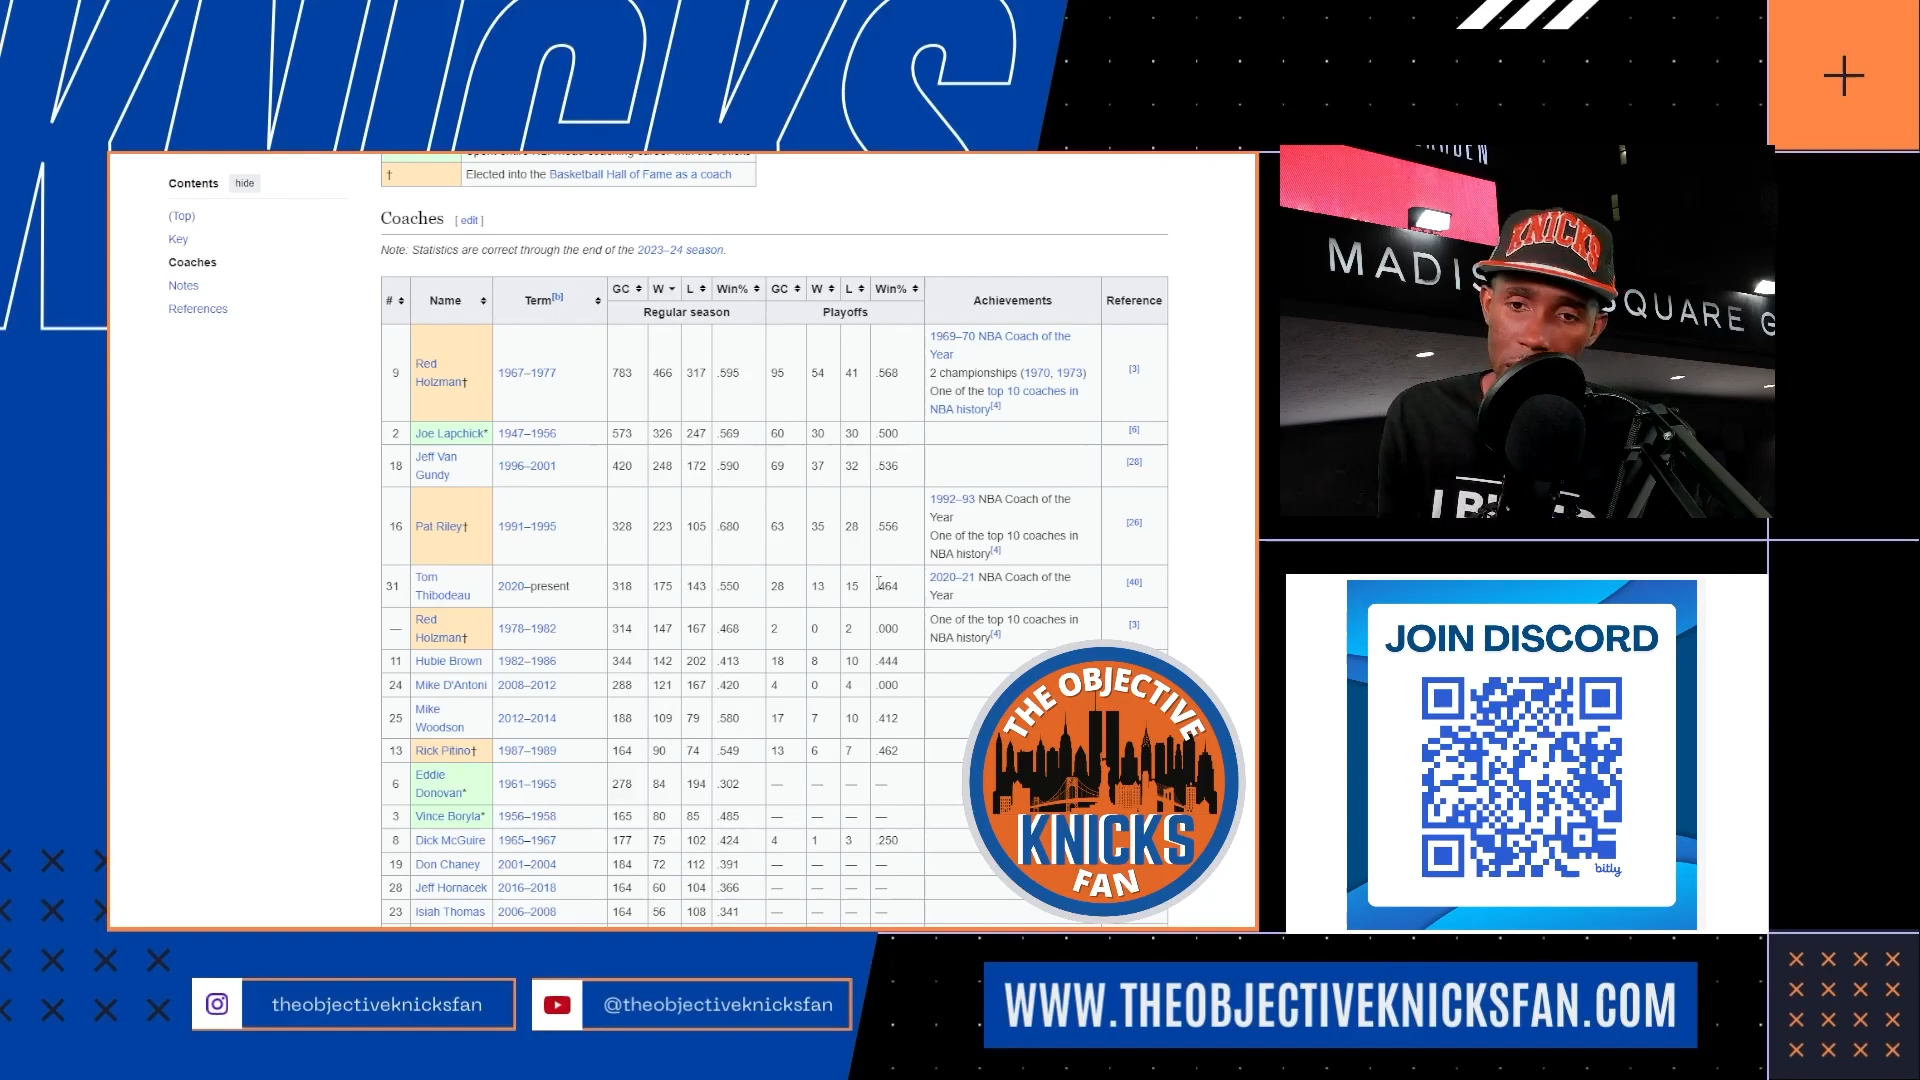 KNICKS
Contents hide
(Top)
Key
Coaches
Notes
References
† Elected into the Basketball Hall of Fame as a coach
Coaches [ edit ]
Note: Statistics are correct through the end of the 2023–24 season.
# Name Term[b] GC W L Win% GC W L Win% Achievements Reference
Regular season Playoffs
9 Red Holzman† 1967–1977 783 466 317 .595 95 54 41 .568 [3]
1969–70 NBA Coach of the
Year
2 championships (1970, 1973)
One of the top 10 coaches in
NBA history[4]
2 Joe Lapchick* 1947–1956 573 326 247 .569 60 30 30 .500 [6]
18 Jeff Van Gundy 1996–2001 420 248 172 .590 69 37 32 .536 [28]
16 Pat Riley† 1991–1995 328 223 105 .680 63 35 28 .556 [26]
1992–93 NBA Coach of the
Year
One of the top 10 coaches in
NBA history[4]
31 Tom Thibodeau 2020–present 318 175 143 .550 28 13 15 .464 [40]
2020–21 NBA Coach of the
Year
— Red Holzman† 1978–1982 314 147 167 .468 2 0 2 .000 [3]
One of the top 10 coaches in
NBA history[4]
11 Hubie Brown 1982–1986 344 142 202 .413 18 8 10 .444
24 Mike D'Antoni 2008–2012 288 121 167 .420 4 0 4 .000
25 Mike Woodson 2012–2014 188 109 79 .580 17 7 10 .412
13 Rick Pitino† 1987–1989 164 90 74 .549 13 6 7 .462
6 Eddie Donovan* 1961–1965 278 84 194 .302 — — — —
3 Vince Boryla* 1956–1958 165 80 85 .485 — — — —
8 Dick McGuire 1965–1967 177 75 102 .424 4 1 3 .250
19 Don Chaney 2001–2004 184 72 112 .391 — — — —
28 Jeff Hornacek 2016–2018 164 60 104 .366 — — — —
23 Isiah Thomas 2006–2008 164 56 108 .341 — — — —
THE OBJECTIVE
KNICKS
FAN
KNICKS
MADIS SQUARE G
JOIN DISCORD
bitly
theobjectiveknicksfan
@theobjectiveknicksfan
WWW.THEOBJECTIVEKNICKSFAN.COM